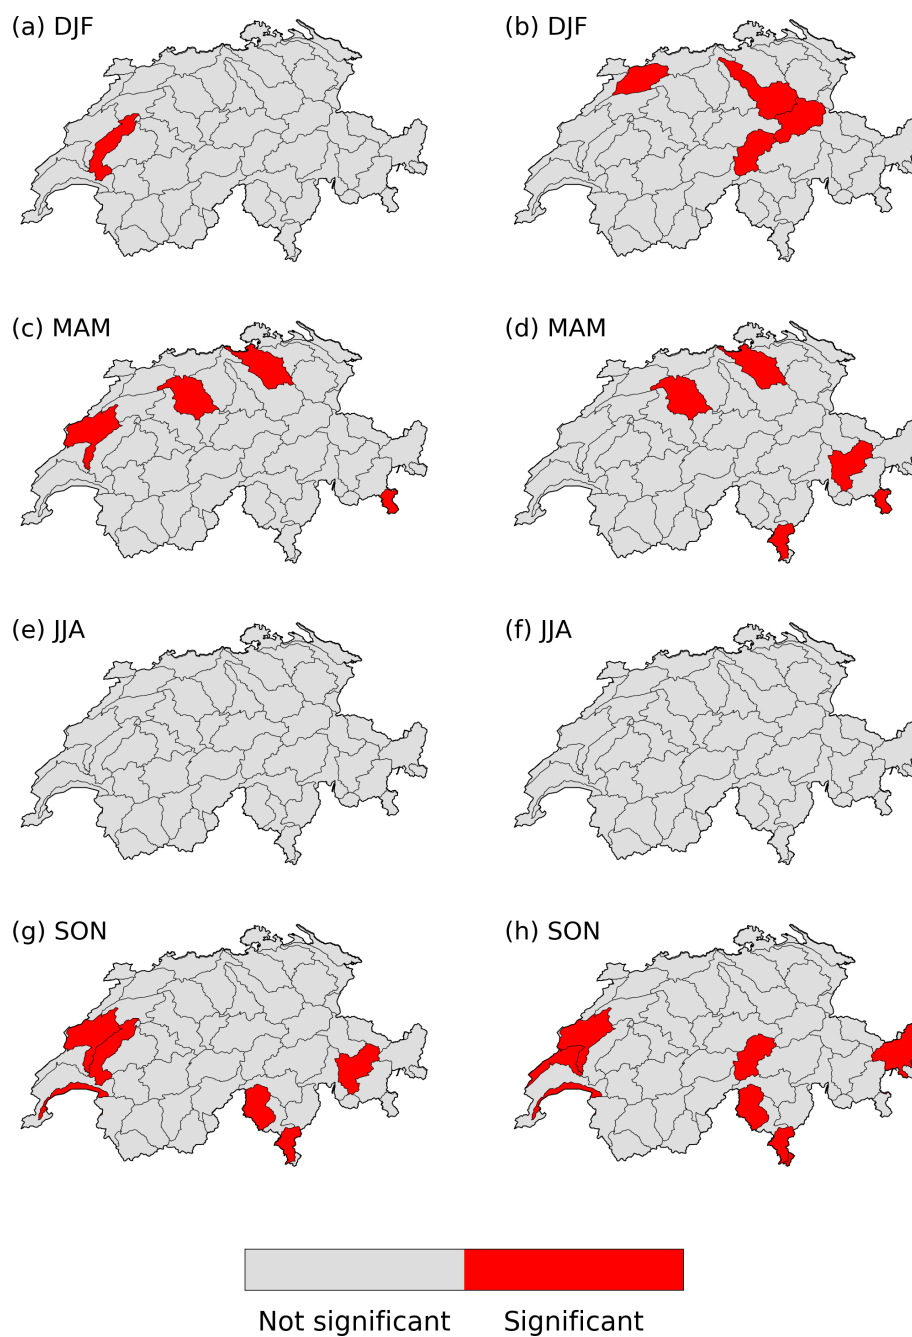 (a) DJF
(b) DJF
(c) MAM
(d) MAM
(e) JJA
(f) JJA
(g) SON
(h) SON
Not significant
Significant